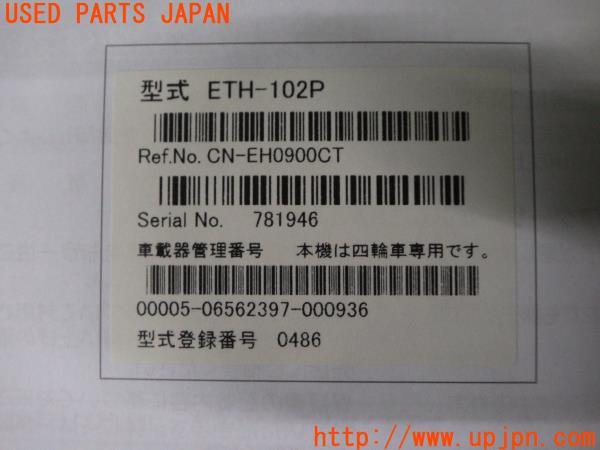 USED PARTS JAPAN
型式 ETH-102P
Ref.No. CN-EH0900CT
Serial No. 781946
車載器管理番号 本機は四輪車専用です。
00005-06562397-000936
型式登録番号 0486
http://www.upjpn.com